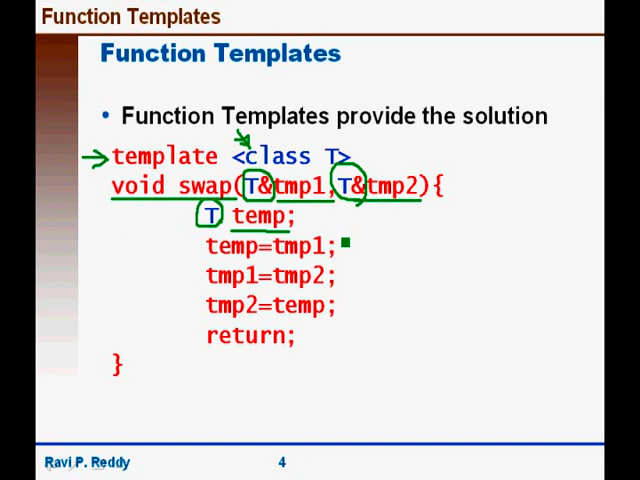 Function Templates
Function Templates
• Function Templates provide the solution
template <class T>
void swap(T&tmp1,T&tmp2){
T temp;
temp=tmp1;
tmp1=tmp2;
tmp2=temp;
return;
}
Ravi P. Reddy 4